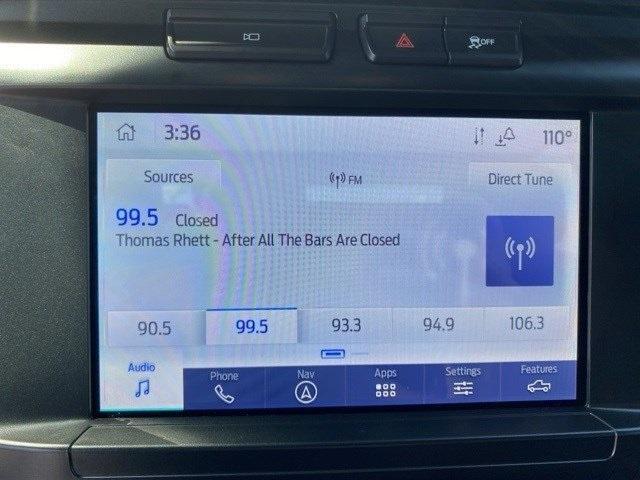 OFF
3:36 110°
Sources FM Direct Tune
99.5 Closed
Thomas Rhett - After All The Bars Are Closed
90.5 99.5 93.3 94.9 106.3
Audio Phone Nav Apps Settings Features